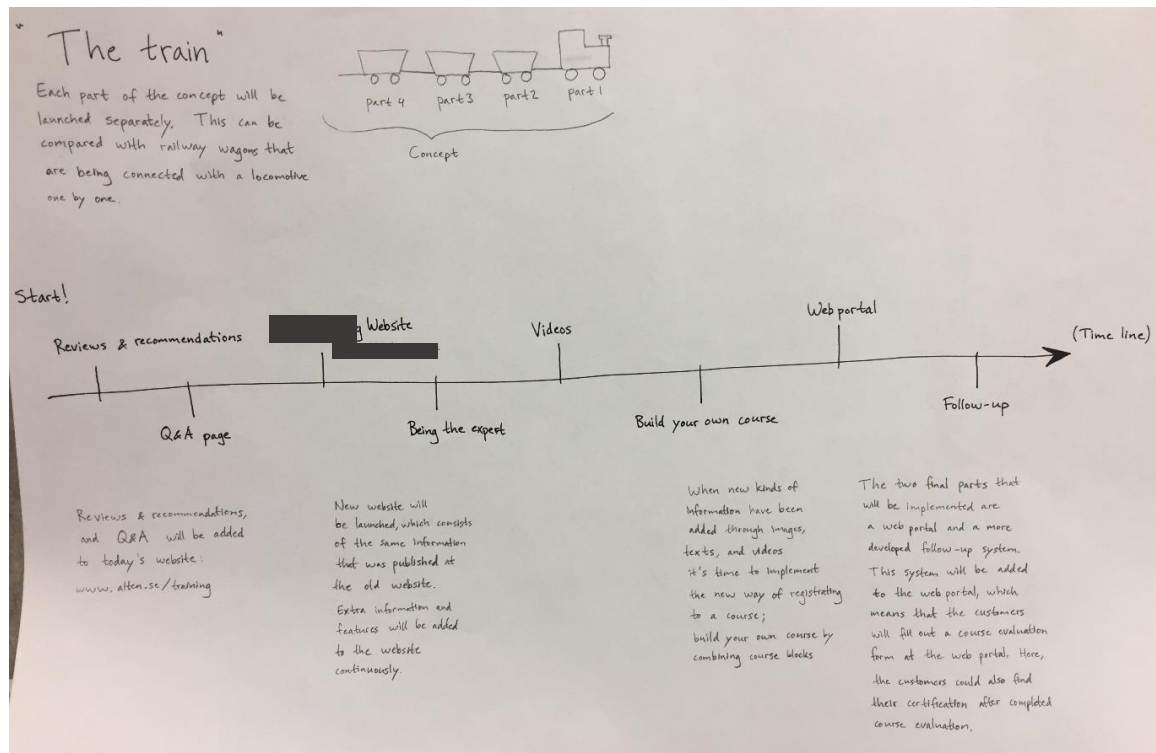 "The train"
Each part of the concept will be
launched separately. This can be
compared with railway wagons that
are being connected with a locomotive
one by one.
part 4 part 3 part 2 part 1
Concept
Start!
Reviews & recommendations
Website
Videos
Web portal
(Time line)
Q&A page
Being the expert
Build your own course
Follow-up
Reviews & recommendations,
and Q&A will be added
to today's website:
www.alten.se/training
New website will
be launched, which consists
of the same information
that was published at
the old website.
Extra information and
features will be added
to the website
continuously.
When new kinds of
information have been
added through images,
texts, and videos
it's time to implement
the new way of registrating
to a course;
build your own course by
combining course blocks
The two final parts that
will be implemented are
a web portal and a more
developed follow-up system.
This system will be added
to the web portal, which
means that the customers
will fill out a course evaluation
form at the web portal. Here,
the customers could also find
their certification after completed
course evaluation.